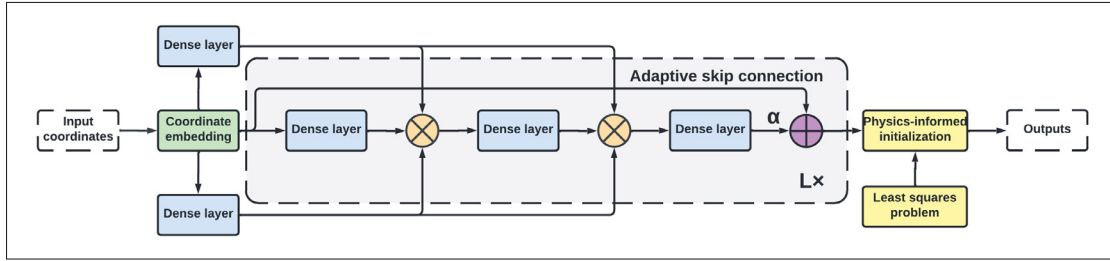 Dense layer
Adaptive skip connection
Input
coordinates
Coordinate
embedding
Dense layer
Dense layer
Dense layer
α
Physics-informed
initialization
Outputs
L×
Dense layer
Least squares
problem